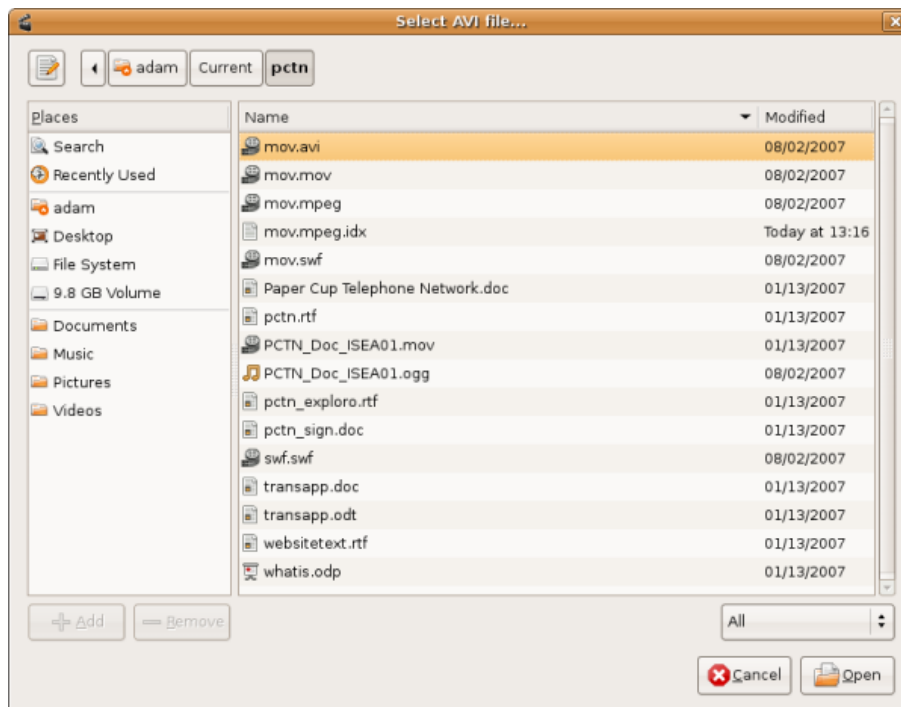 Select AVI file...
adam Current pctn
Places
Search
Recently Used
adam
Desktop
File System
9.8 GB Volume
Documents
Music
Pictures
Videos
Name Modified
mov.avi 08/02/2007
mov.mov 08/02/2007
mov.mpeg 08/02/2007
mov.mpeg.idx Today at 13:16
mov.swf 08/02/2007
Paper Cup Telephone Network.doc 01/13/2007
pctn.rtf 01/13/2007
PCTN_Doc_ISEA01.mov 01/13/2007
PCTN_Doc_ISEA01.ogg 08/02/2007
pctn_exploro.rtf 01/13/2007
pctn_sign.doc 01/13/2007
swf.swf 08/02/2007
transapp.doc 01/13/2007
transapp.odt 01/13/2007
websitetext.rtf 01/13/2007
whatis.odp 01/13/2007
Add Remove All
Cancel Open